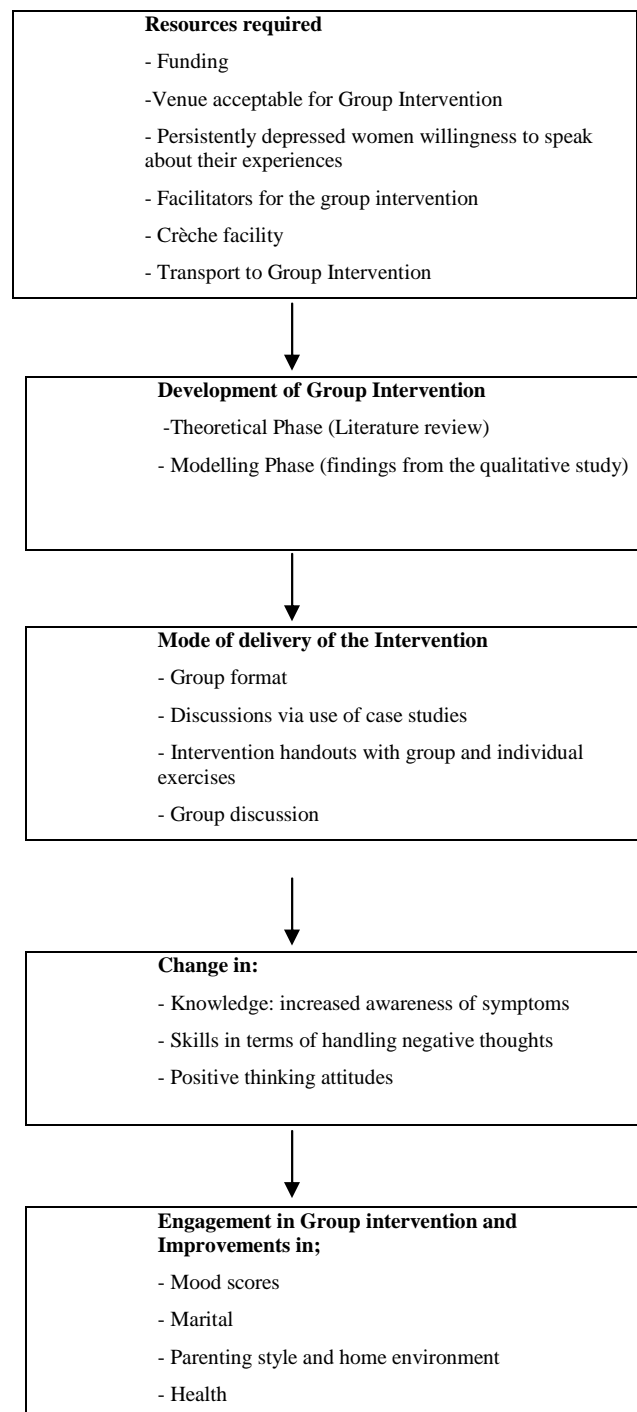 Resources required
- Funding
-Venue acceptable for Group Intervention
- Persistently depressed women willingness to speak
about their experiences
- Facilitators for the group intervention
- Crèche facility
- Transport to Group Intervention
Development of Group Intervention
-Theoretical Phase (Literature review)
- Modelling Phase (findings from the qualitative study)
Mode of delivery of the Intervention
- Group format
- Discussions via use of case studies
- Intervention handouts with group and individual
exercises
- Group discussion
Change in:
- Knowledge: increased awareness of symptoms
- Skills in terms of handling negative thoughts
- Positive thinking attitudes
Engagement in Group intervention and
Improvements in;
- Mood scores
- Marital
- Parenting style and home environment
- Health